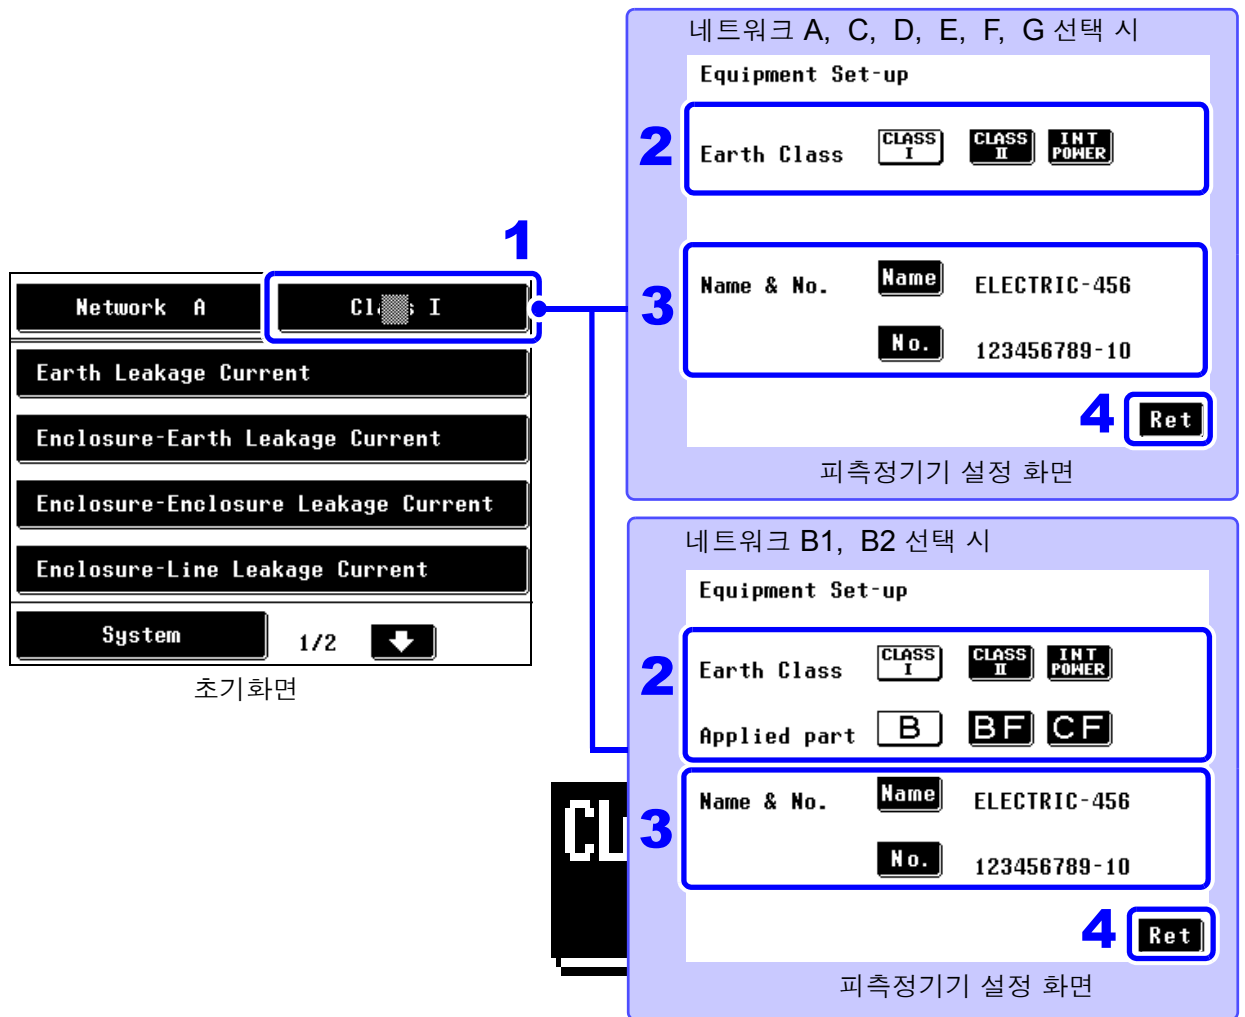 네트워크 A, C, D, E, F, G 선택 시
Equipment Set-up
2
Earth Class CLASS I CLASS II INT POWER
3
Name & No. Name ELECTRIC-456
No. 123456789-10
4 Ret
피측정기기 설정 화면
1
Network A
Earth Leakage Current
Enclosure-Earth Leakage Current
Enclosure-Enclosure Leakage Current
Enclosure-Line Leakage Current
System 1/2
초기화면
네트워크 B1, B2 선택 시
Equipment Set-up
2
Earth Class CLASS I CLASS II INT POWER
Applied part B BF CF
3
Name & No. Name ELECTRIC-456
No. 123456789-10
4 Ret
피측정기기 설정 화면